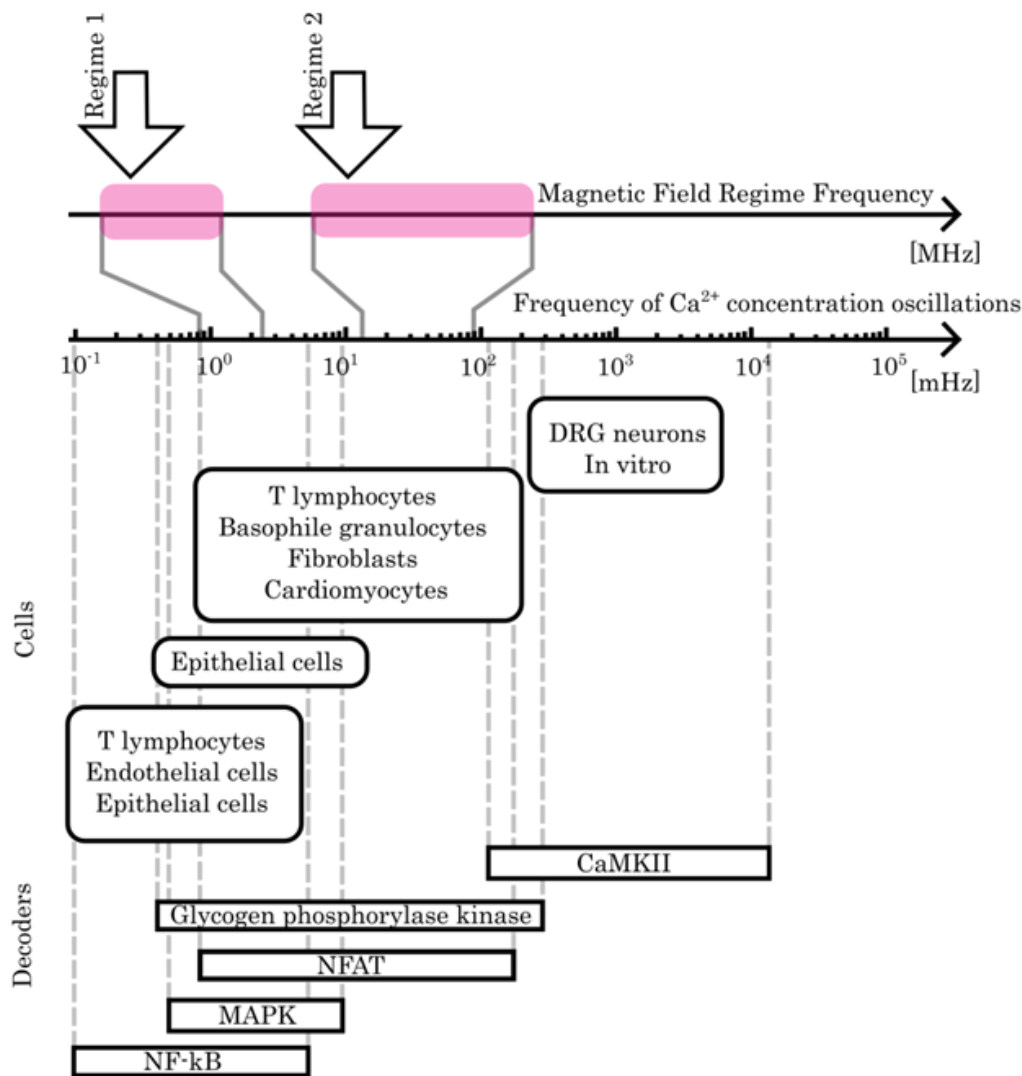 Regime 1
Regime 2
Magnetic Field Regime Frequency
[MHz]
Frequency of Ca²⁺ concentration oscillations
10⁻¹
10⁰
10¹
10²
10³
10⁴
10⁵
[mHz]
DRG neurons
In vitro
T lymphocytes
Basophile granulocytes
Fibroblasts
Cardiomyocytes
Cells
Epithelial cells
T lymphocytes
Endothelial cells
Epithelial cells
Decoders
CaMKII
Glycogen phosphorylase kinase
NFAT
MAPK
NF-kB